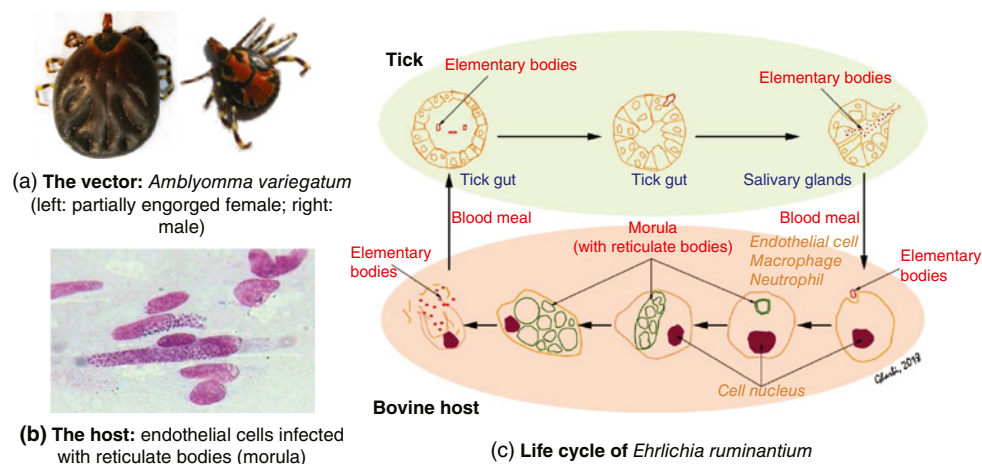 (a) The vector: Amblyomma variegatum
(left: partially engorged female; right:
male)
(b) The host: endothelial cells infected
with reticulate bodies (morula)
Tick
Elementary bodies
Elementary bodies
Tick gut
Tick gut
Salivary glands
Blood meal
Blood meal
Morula
(with reticulate bodies)
Endothelial cell
Macrophage
Neutrophil
Elementary
bodies
Elementary
bodies
Cell nucleus
Gharbi, 2018
Bovine host
(c) Life cycle of Ehrlichia ruminantium